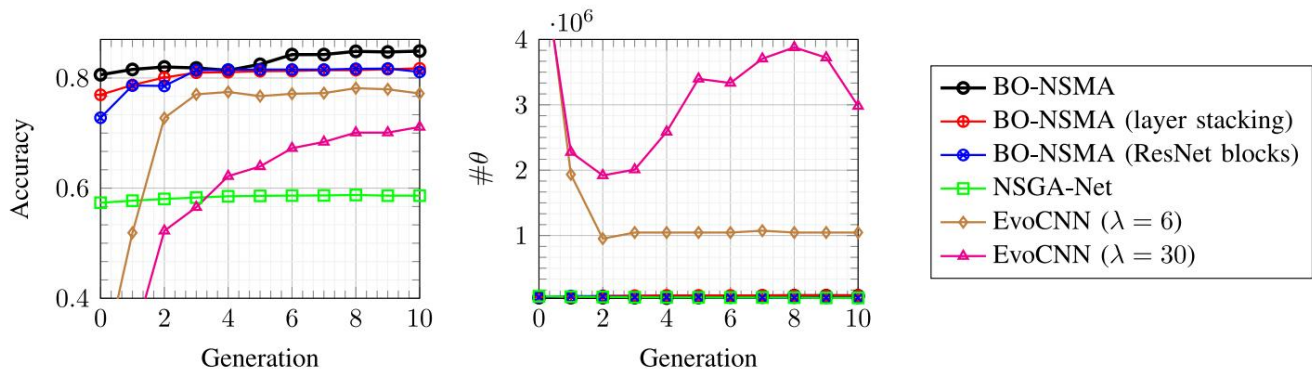 0.8
0.6
0.4
Accuracy
0 2 4 6 8 10
Generation
·10⁶
4
3
2
1
#θ
0 2 4 6 8 10
Generation
BO-NSMA
BO-NSMA (layer stacking)
BO-NSMA (ResNet blocks)
NSGA-Net
EvoCNN (λ = 6)
EvoCNN (λ = 30)